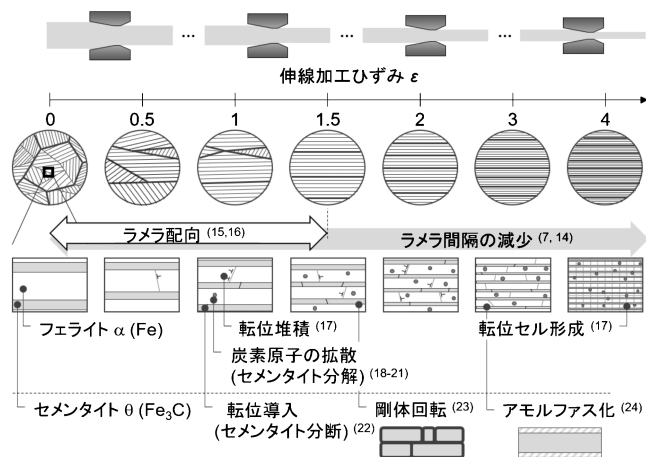 ... ... ... ...
伸線加工ひずみ ε
0 0.5 1 1.5 2 3 4
ラメラ配向 (15,16)
ラメラ間隔の減少 (7, 14)
フェライト α (Fe)
転位堆積 (17)
転位セル形成 (17)
炭素原子の拡散
(セメンタイト分解) (18-21)
セメンタイト θ (Fe3C)
転位導入
(セメンタイト分断) (22)
剛体回転 (23)
アモルファス化 (24)